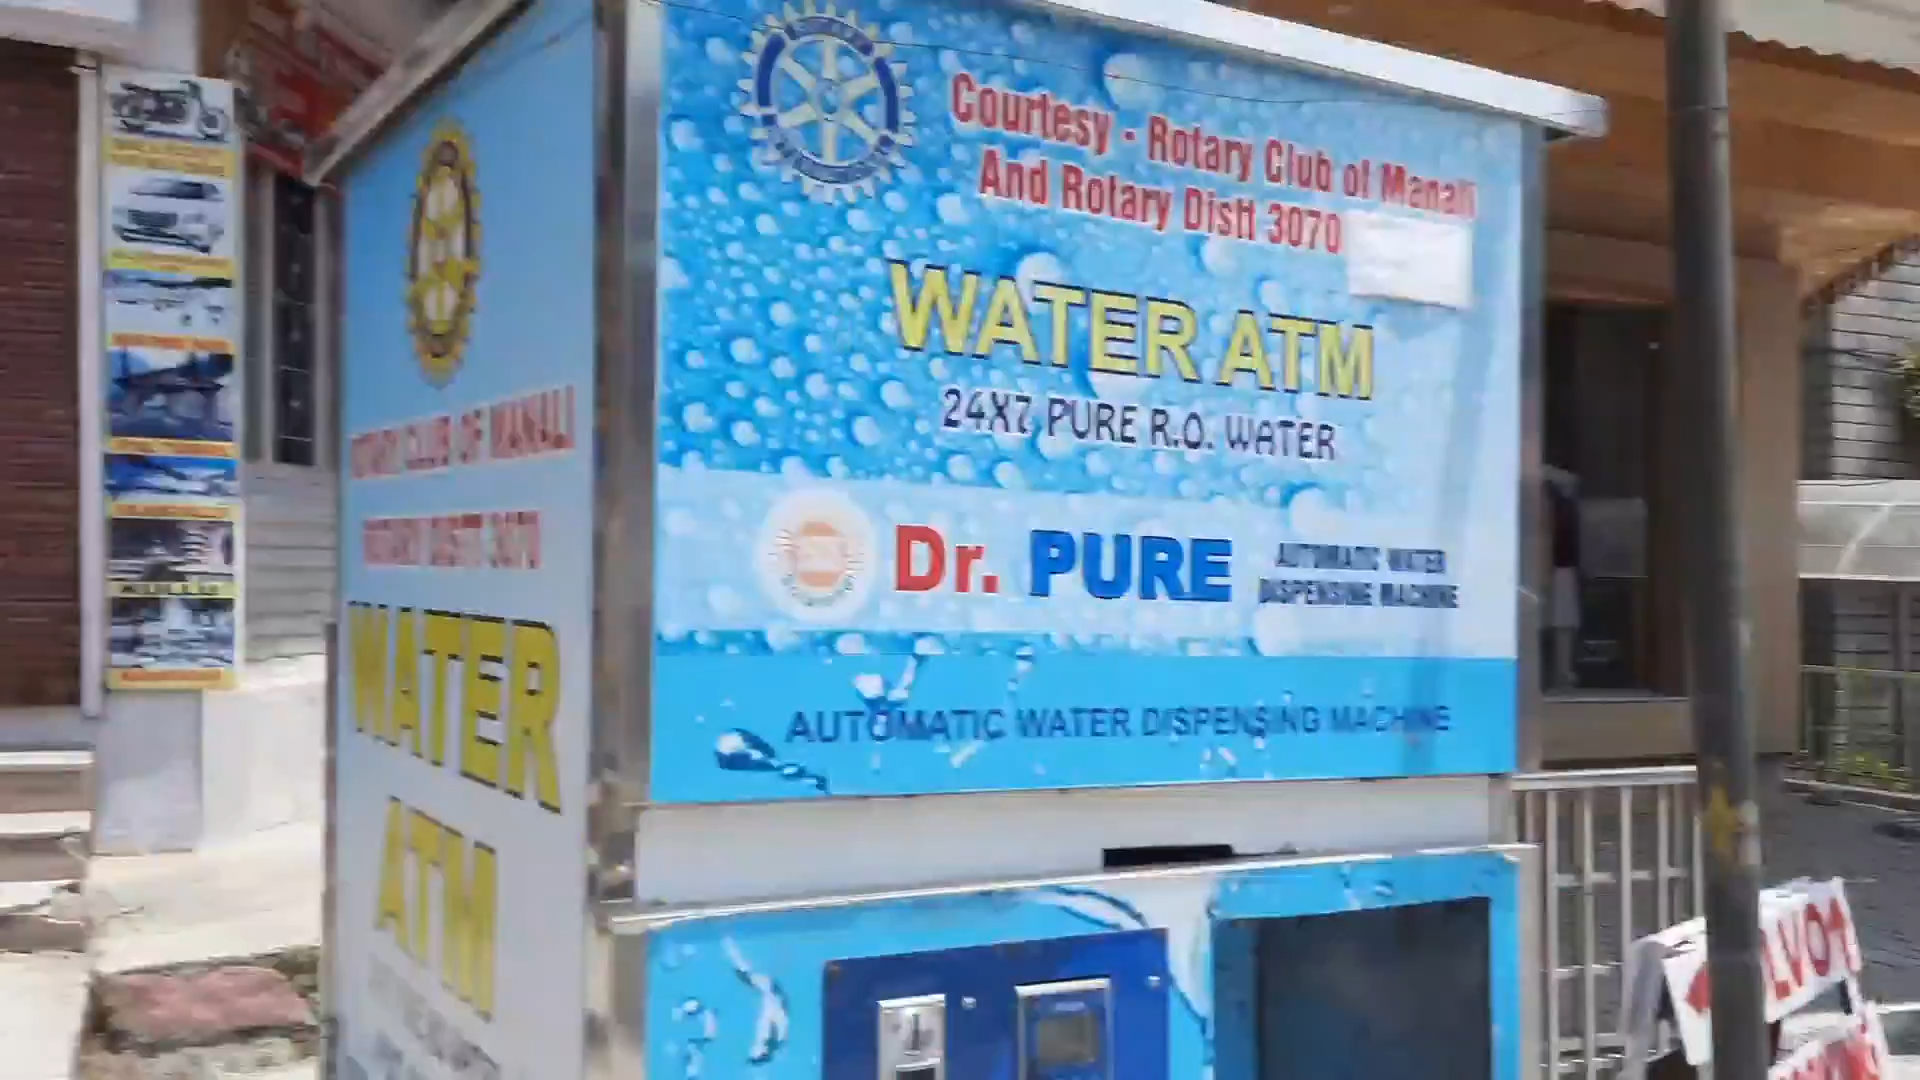 Courtesy - Rotary Club of Manali
And Rotary Distt 3070
WATER ATM
24X7 PURE R.O. WATER
Dr. PURE
AUTOMATIC WATER
DISPENSING MACHINE
AUTOMATIC WATER DISPENSING MACHINE
ROTARY CLUB OF MANALI
ROTARY DISTT 3070
WATER
ATM
VOLVO